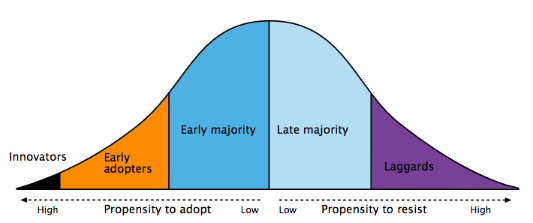 Innovators
Early
adopters
Early majority
Late majority
Laggards
High
Propensity to adopt
Low
Low
Propensity to resist
High